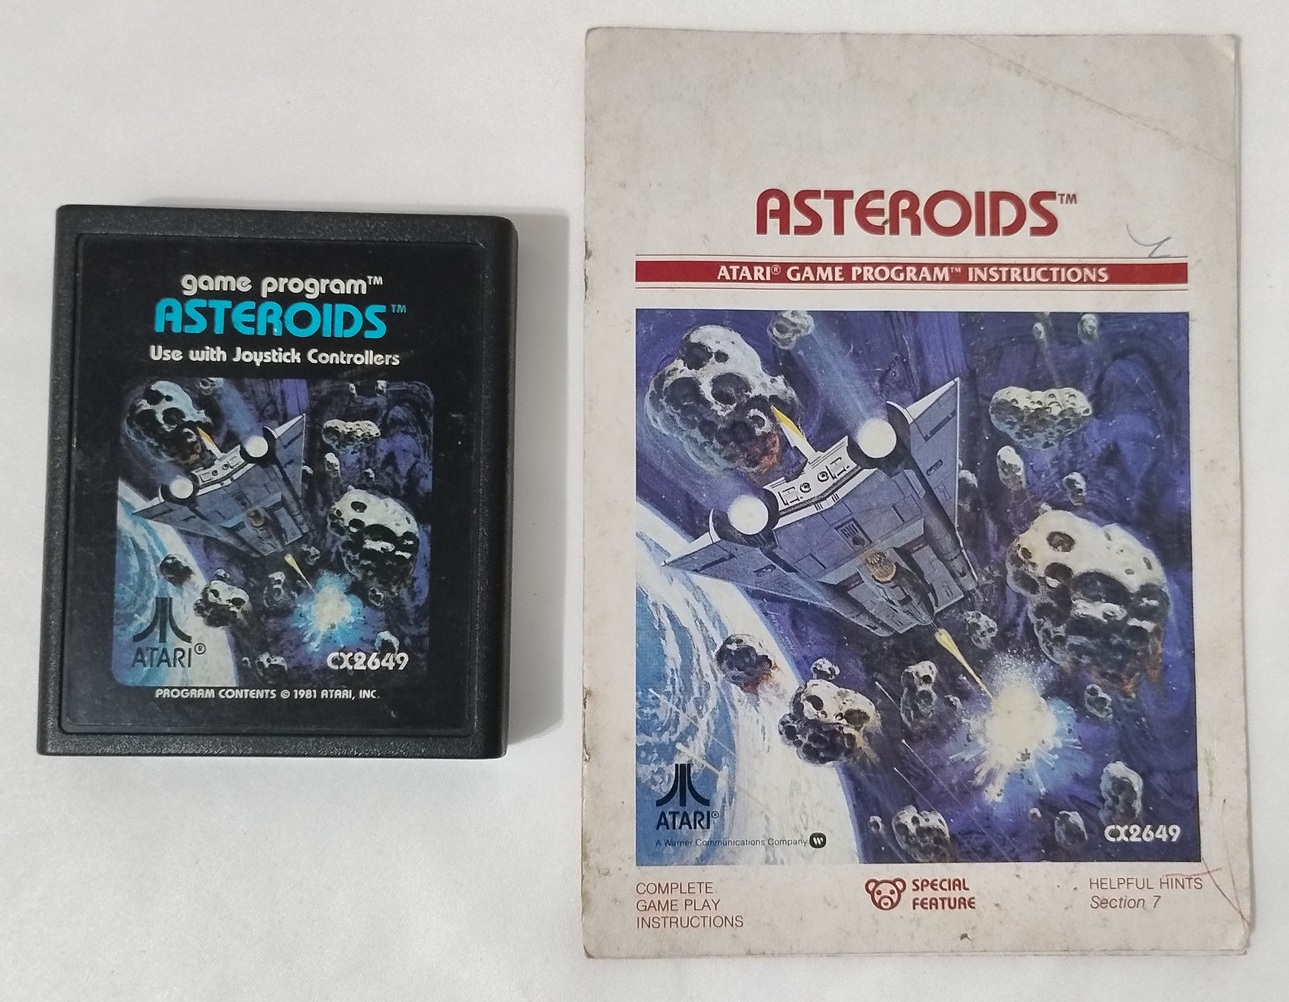 game program™
ASTEROIDS™
Use with Joystick Controllers
ATARI®
CX2649
PROGRAM CONTENTS © 1981 ATARI, INC.
ASTEROIDS™
ATARI® GAME PROGRAM™ INSTRUCTIONS
ATARI®
A Warner Communications Company
CX2649
COMPLETE
GAME PLAY
INSTRUCTIONS
SPECIAL
FEATURE
HELPFUL HINTS
Section 7